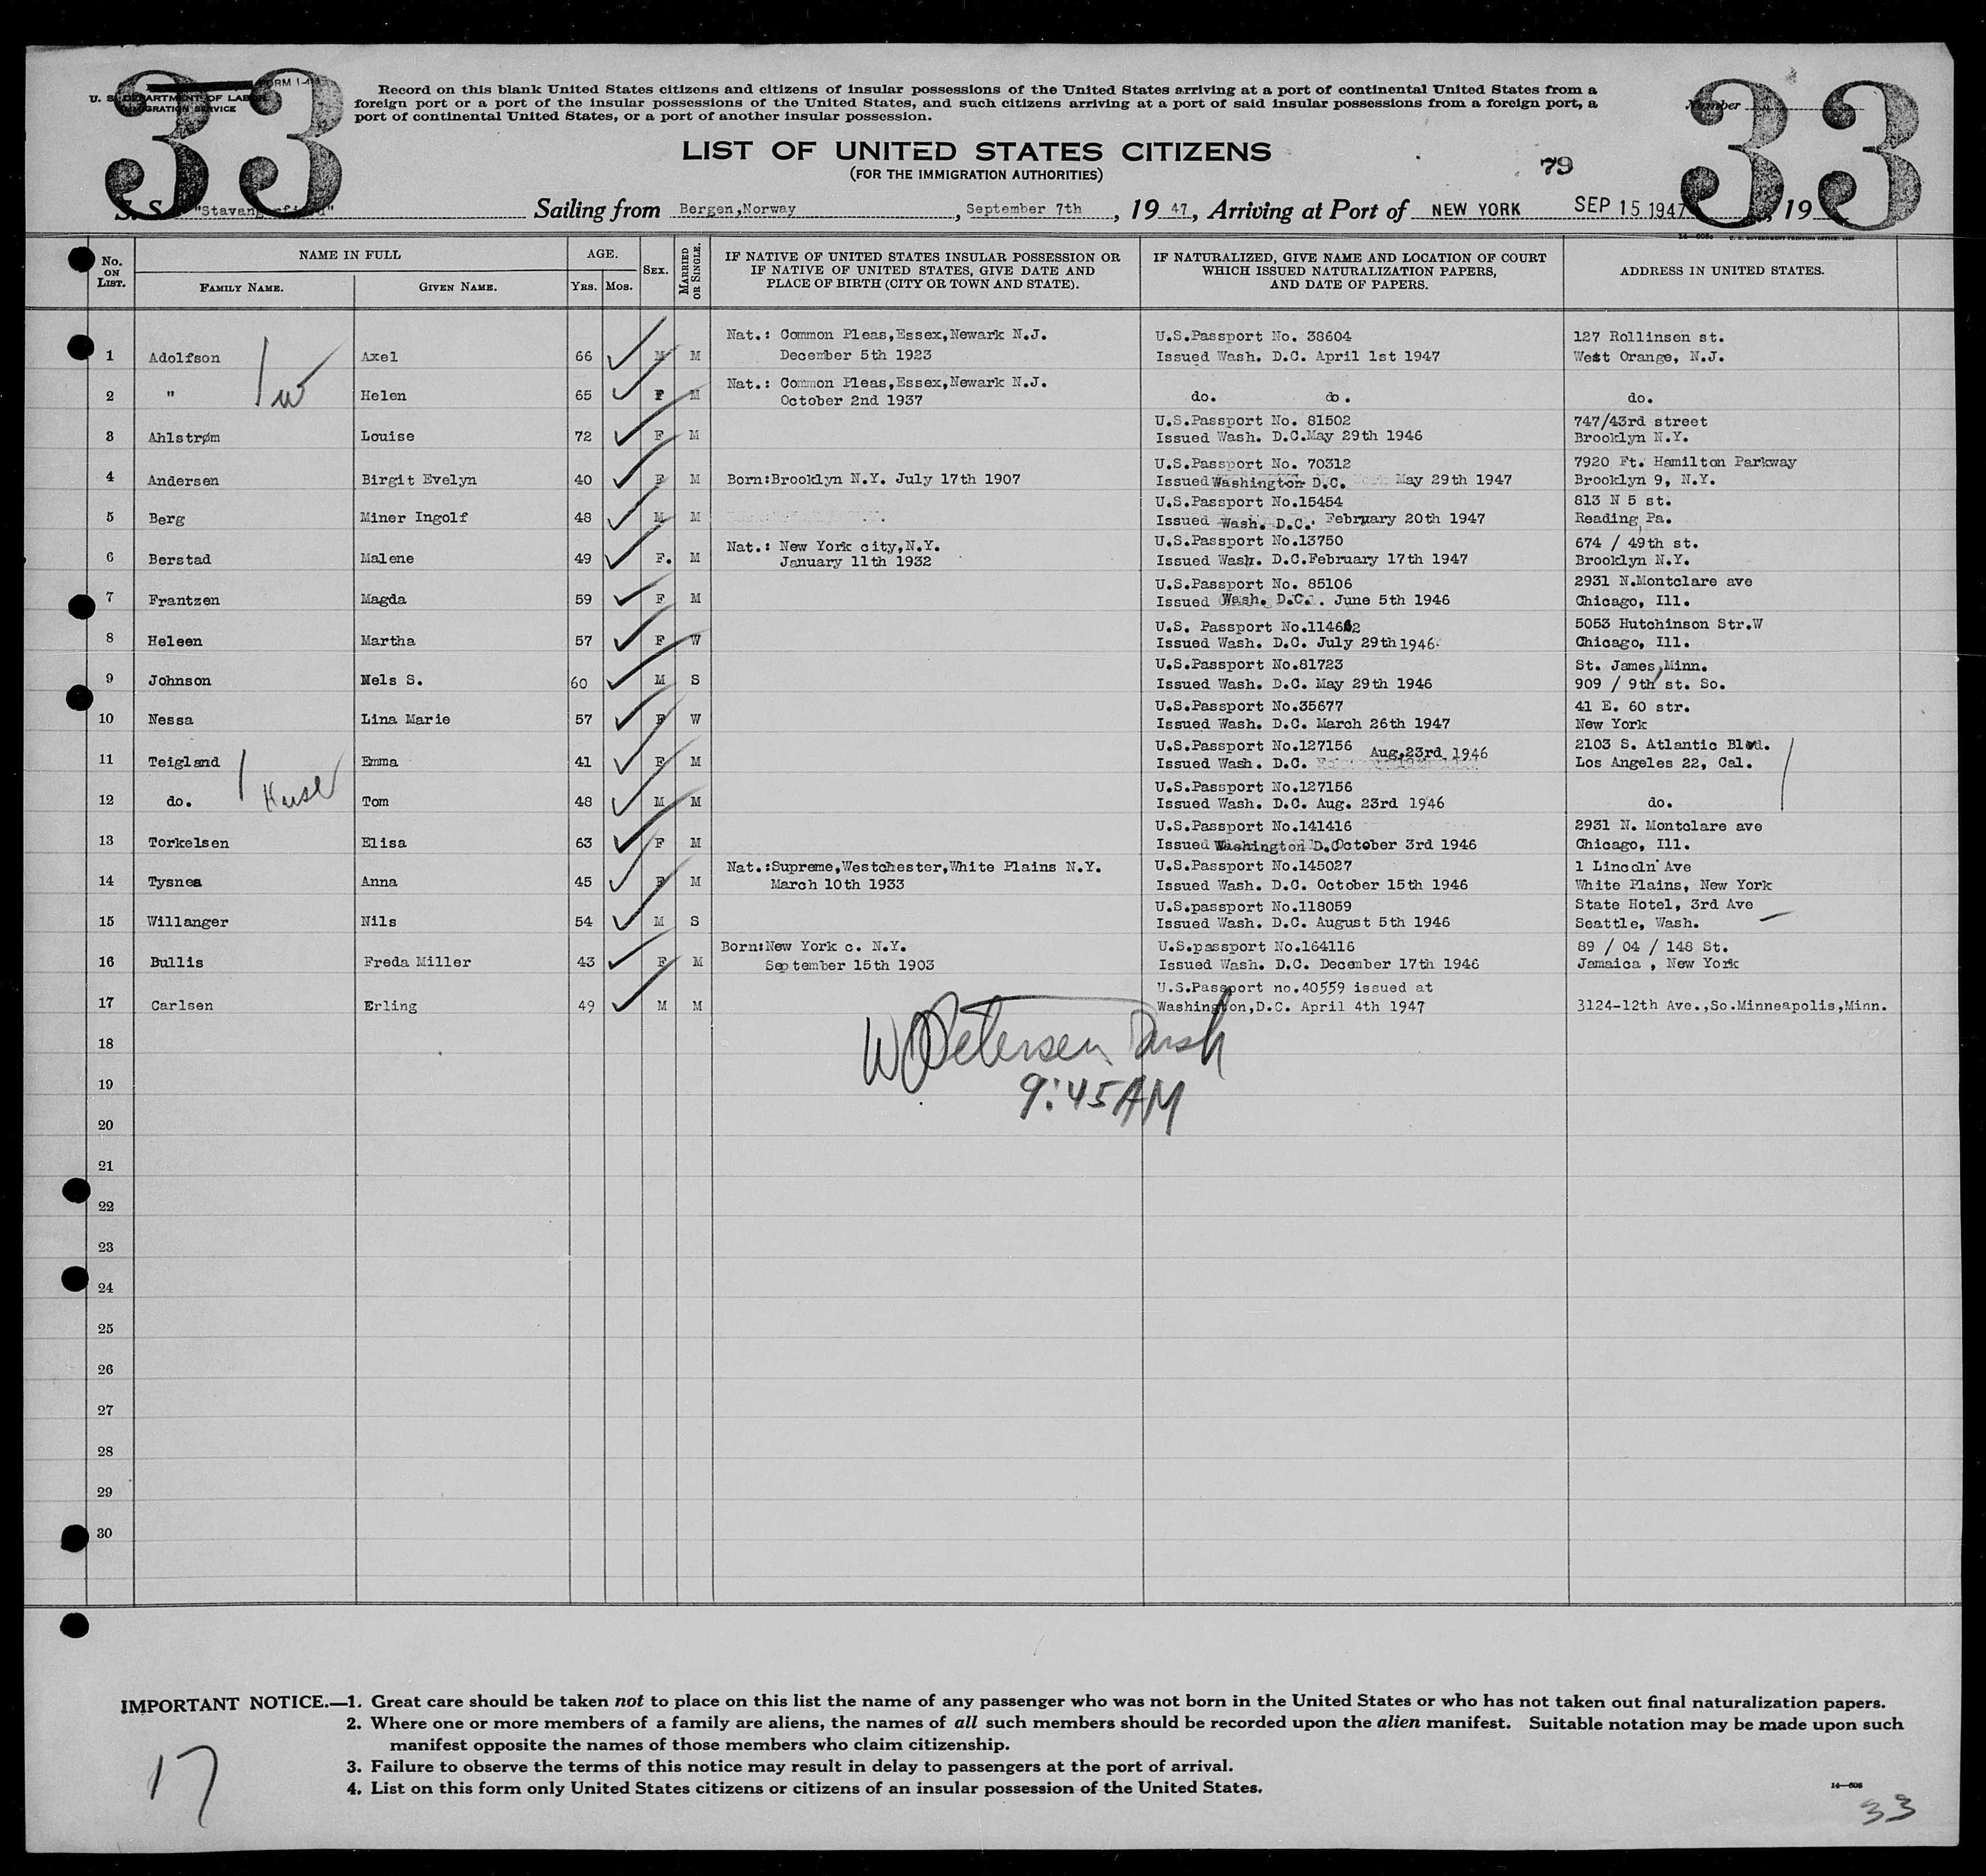 33
33
FORM 1-
U. S. DEPARTMENT OF LABOR
IMMIGRATION SERVICE
Number
Record on this blank United States citizens and citizens of insular possessions of the United States arriving at a port of continental United States from a
foreign port or a port of the insular possessions of the United States, and such citizens arriving at a port of said insular possessions from a foreign port, a
port of continental United States, or a port of another insular possession.
LIST OF UNITED STATES CITIZENS
(FOR THE IMMIGRATION AUTHORITIES)
79
S. S. "Stavangerfjord" Sailing from Bergen,Norway, September 7th, 19 47, Arriving at Port of NEW YORK SEP 15 1947, 19
No. ON LIST.
NAME IN FULL
FAMILY NAME. GIVEN NAME.
AGE.
YRS. MOS.
SEX.
MARRIED OR SINGLE.
IF NATIVE OF UNITED STATES INSULAR POSSESSION OR
IF NATIVE OF UNITED STATES, GIVE DATE AND
PLACE OF BIRTH (CITY OR TOWN AND STATE).
IF NATURALIZED, GIVE NAME AND LOCATION OF COURT
WHICH ISSUED NATURALIZATION PAPERS,
AND DATE OF PAPERS.
ADDRESS IN UNITED STATES.
Nat.: Common Pleas,Essex,Newark N.J. U.S.Passport No. 38604 127 Rollinsen st.
1 Adolfson Axel 66 M M December 5th 1923 Issued Wash. D.C. April 1st 1947 West Orange, N.J.
w
Nat.: Common Pleas,Essex,Newark N.J.
2 " Helen 65 F M October 2nd 1937 do. do. do.
U.S.Passport No. 81502 747/43rd street
3 Ahlstrøm Louise 72 F M Issued Wash. D.C.May 29th 1946 Brooklyn N.Y.
U.S.Passport No. 70312 7920 Ft. Hamilton Parkway
4 Andersen Birgit Evelyn 40 F M Born:Brooklyn N.Y. July 17th 1907 Issued Washington D.C. May 29th 1947 Brooklyn 9, N.Y.
U.S.Passport No.15454 813 N 5 st.
5 Berg Miner Ingolf 48 M M Issued Wash. D.C. February 20th 1947 Reading, Pa.
Nat.: New York city,N.Y. U.S.Passport No.13750 674 / 49th st.
6 Berstad Malene 49 F. M January 11th 1932 Issued Wash. D.C.February 17th 1947 Brooklyn N.Y.
U.S.Passport No. 85106 2931 N.Montclare ave
7 Frantzen Magda 59 F M Issued Wash. D.C.. June 5th 1946 Chicago, Ill.
U.S. Passport No.114662 5053 Hutchinson Str.W
8 Heleen Martha 57 F W Issued Wash. D.C. July 29th 1946. Chicago, Ill.
U.S.Passport No.81723 St. James,Minn.
9 Johnson Nels S. 60 M S Issued Wash. D.C. May 29th 1946 909 / 9th st. So.
U.S.Passport No.35677 41 E. 60 str.
10 Nessa Lina Marie 57 F W Issued Wash. D.C. March 26th 1947 New York
U.S.Passport No.127156 Aug.23rd 1946 2103 S. Atlantic Blvd.
11 Teigland Emma 41 F M Issued Wash. D.C. Los Angeles 22, Cal.
U.S.Passport No.127156
12 do. Tom 48 M M Issued Wash. D.C. Aug. 23rd 1946 do.
U.S.Passport No.141416 2931 N. Montclare ave
13 Torkelsen Elisa 63 F M Issued Washington D.C October 3rd 1946 Chicago, Ill.
Nat.:Supreme,Westchester,White Plains N.Y. U.S.Passport No.145027 1 Lincoln Ave
14 Tysnes Anna 45 F M March 10th 1933 Issued Wash. D.C. October 15th 1946 White Plains, New York
U.S.passport No.118059 State Hotel, 3rd Ave
15 Willanger Nils 54 M S Issued Wash. D.C. August 5th 1946 Seattle, Wash.
Born:New York c. N.Y. U.S.passport No.164116 89 / 04 / 148 St.
16 Bullis Freda Miller 43 F M September 15th 1903 Issued Wash. D.C. December 17th 1946 Jamaica , New York
U.S.Passport no.40559 issued at
17 Carlsen Erling 49 M M Washington,D.C. April 4th 1947 3124-12th Ave.,So.Minneapolis,Minn.
Petersen
9:45 AM
18
19
20
21
22
23
24
25
26
27
28
29
30
IMPORTANT NOTICE.—1. Great care should be taken not to place on this list the name of any passenger who was not born in the United States or who has not taken out final naturalization papers.
2. Where one or more members of a family are aliens, the names of all such members should be recorded upon the alien manifest. Suitable notation may be made upon such
manifest opposite the names of those members who claim citizenship.
3. Failure to observe the terms of this notice may result in delay to passengers at the port of arrival.
4. List on this form only United States citizens or citizens of an insular possession of the United States.
17
33